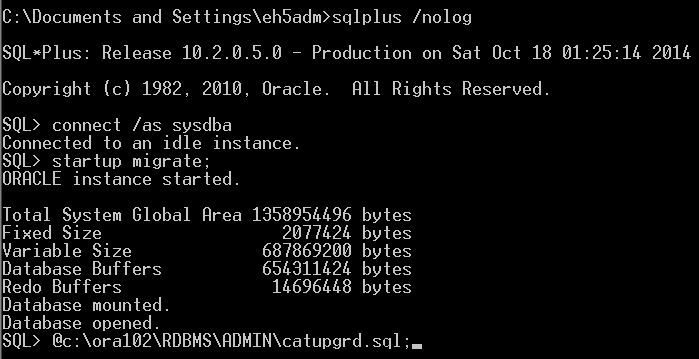 C:\Documents and Settings\eh5adm>sqlplus /nolog
SQL*Plus: Release 10.2.0.5.0 - Production on Sat Oct 18 01:25:14 2014
Copyright (c) 1982, 2010, Oracle.  All Rights Reserved.
SQL> connect /as sysdba
Connected to an idle instance.
SQL> startup migrate;
ORACLE instance started.
Total System Global Area 1358954496 bytes
Fixed Size                  2077424 bytes
Variable Size             687869200 bytes
Database Buffers          654311424 bytes
Redo Buffers               14696448 bytes
Database mounted.
Database opened.
SQL> @c:\ora102\RDBMS\ADMIN\catupgrd.sql;_